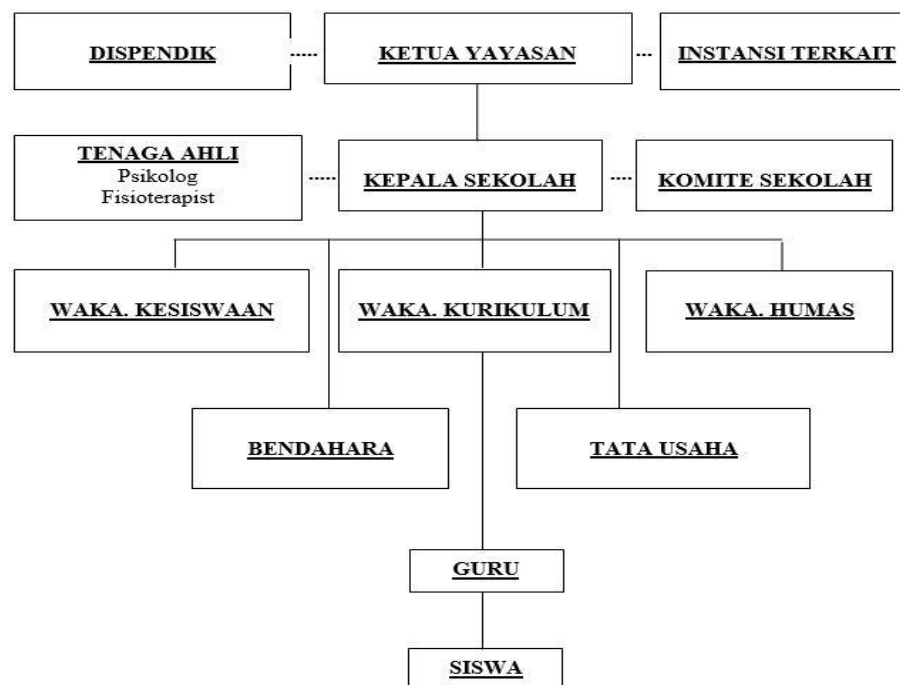 DISPENDIK
KETUA YAYASAN
INSTANSI TERKAIT
TENAGA AHLI
Psikolog
Fisioterapist
KEPALA SEKOLAH
KOMITE SEKOLAH
WAKA. KESISWAAN
WAKA. KURIKULUM
WAKA. HUMAS
BENDAHARA
TATA USAHA
GURU
SISWA